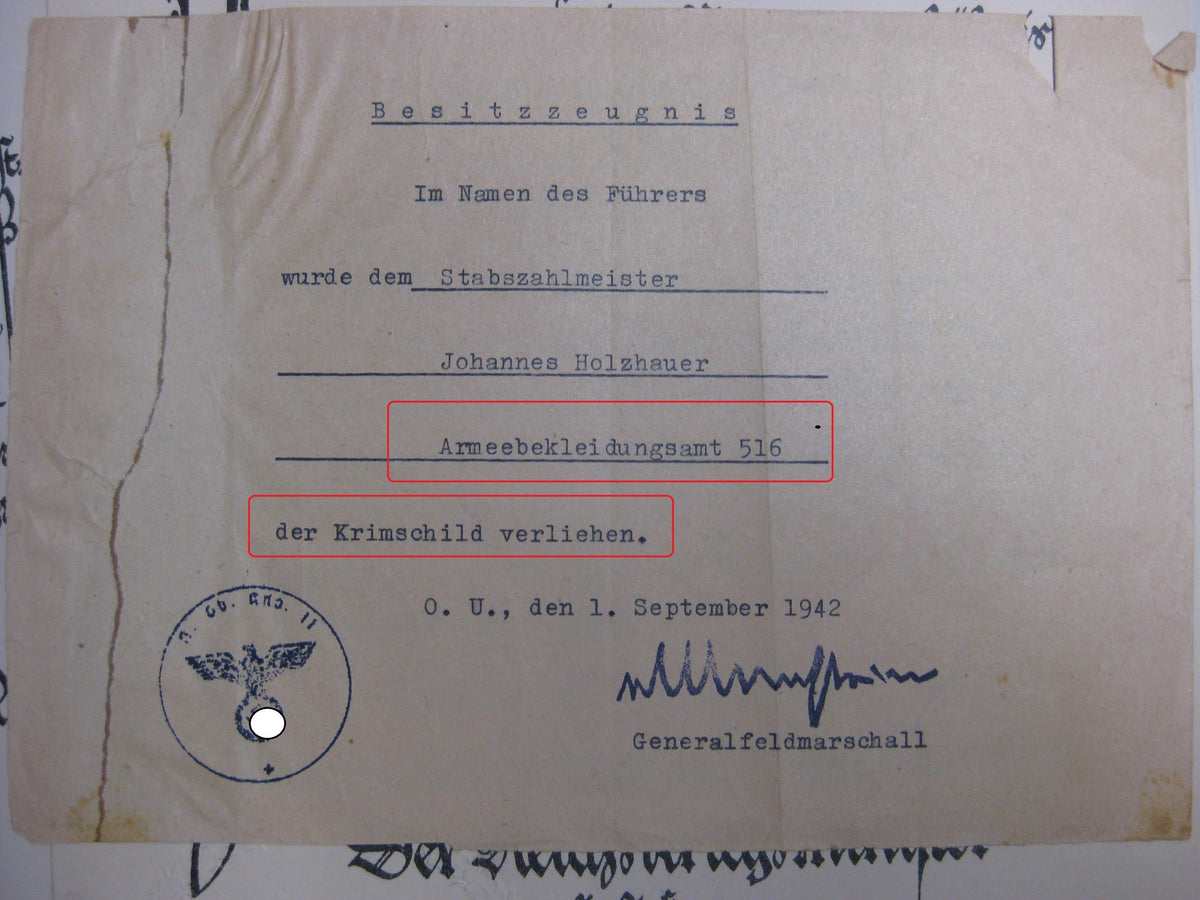 Besitzzeugnis
Im Namen des Führers
wurde dem Stabszahlmeister
Johannes Holzhauer
Armeebekleidungsamt 516
der Krimschild verliehen.
O. U., den 1. September 1942
vManstein
Generalfeldmarschall